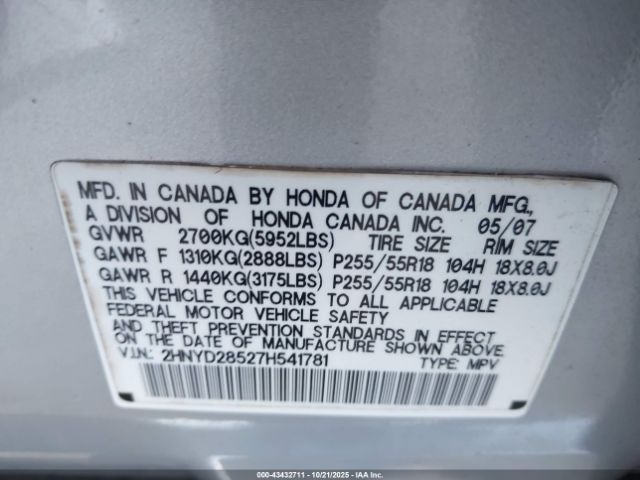 MFD. IN CANADA BY HONDA OF CANADA MFG.,
A DIVISION OF HONDA CANADA INC. 05/07
GVWR 2700KG(5952LBS) TIRE SIZE RIM SIZE
GAWR F 1310KG(2888LBS) P255/55R18 104H 18X8.0J
GAWR R 1440KG(3175LBS) P255/55R18 104H 18X8.0J
THIS VEHICLE CONFORMS TO ALL APPLICABLE
FEDERAL MOTOR VEHICLE SAFETY
AND THEFT PREVENTION STANDARDS IN EFFECT
ON THE DATE OF MANUFACTURE SHOWN ABOVE.
V.I.N.: 2HNYD28527H541781 TYPE: MPV
000-43432711 - 10/21/2025 - IAA Inc.